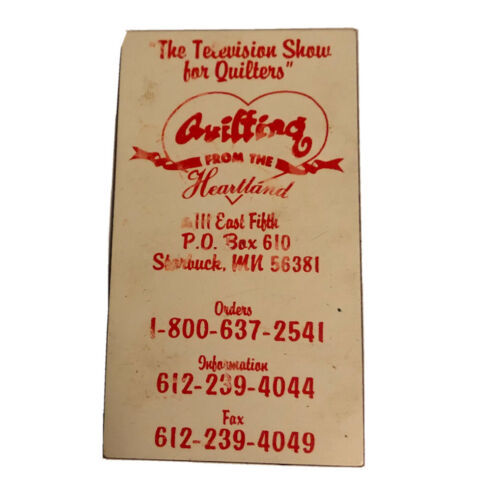 "The Television Show
for Quilters"
Quilting
FROM THE
Heartland
111 East Fifth
P.O. Box 610
Starbuck, MN 56381
Orders
1-800-637-2541
Information
612-239-4044
Fax
612-239-4049